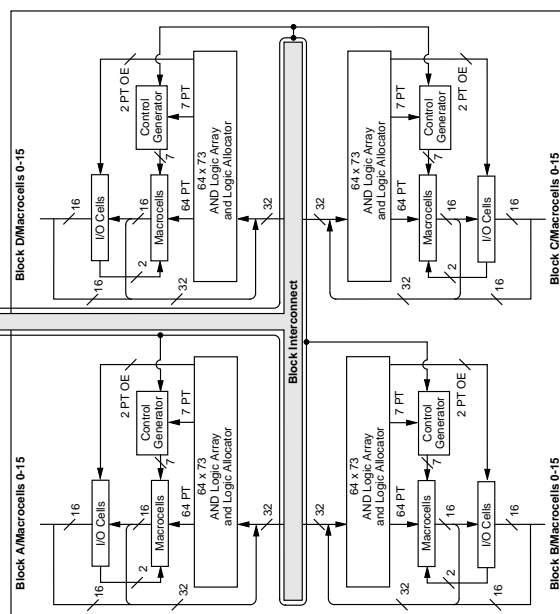 Block D/Macrocells 0-15
16
I/O Cells
16
2 PT OE
Control
Generator
7
Macrocells
16
2
7 PT
64 PT
32
64 x 73
AND Logic Array
and Logic Allocator
32
Block C/Macrocells 0-15
16
I/O Cells
16
2 PT OE
Control
Generator
7
Macrocells
16
2
7 PT
64 PT
32
64 x 73
AND Logic Array
and Logic Allocator
32
Block Interconnect
Block A/Macrocells 0-15
16
I/O Cells
16
2 PT OE
Control
Generator
7
Macrocells
16
2
7 PT
64 PT
32
64 x 73
AND Logic Array
and Logic Allocator
32
Block B/Macrocells 0-15
16
I/O Cells
16
2 PT OE
Control
Generator
7
Macrocells
16
2
7 PT
64 PT
32
64 x 73
AND Logic Array
and Logic Allocator
32